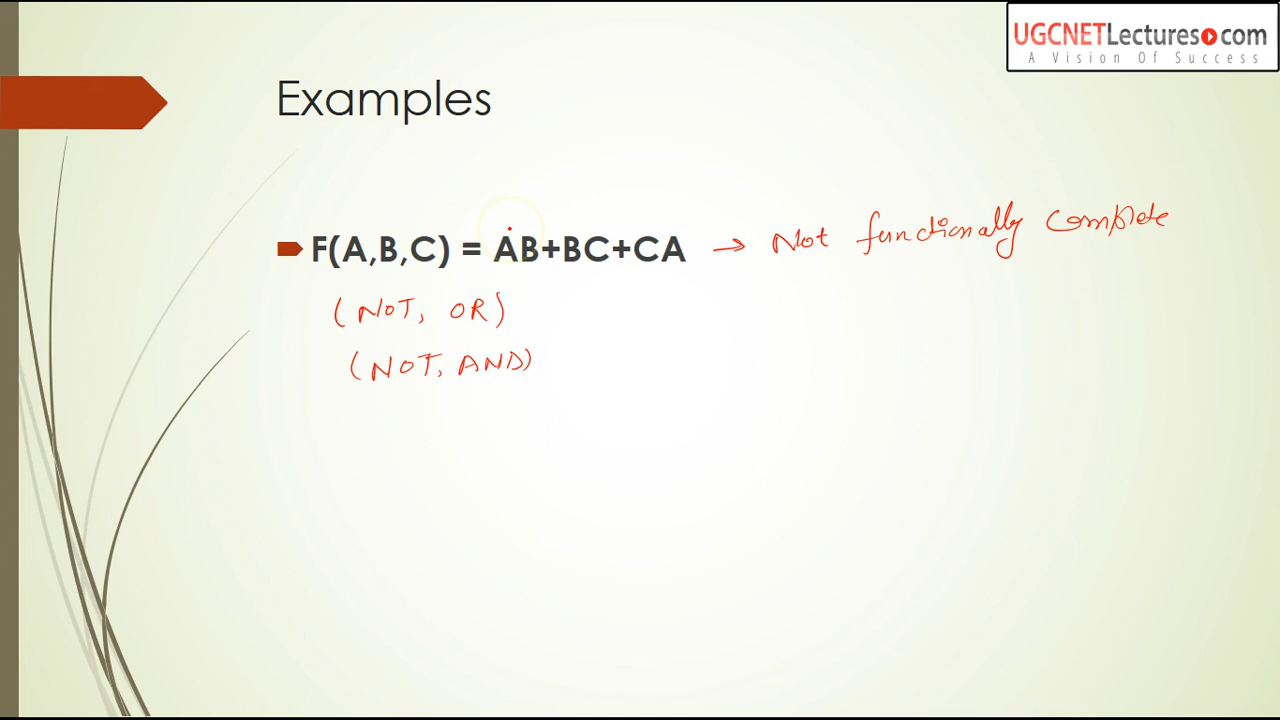 UGCNETLectures.com
A Vision Of Success
Examples
F(A,B,C) = AB+BC+CA → Not functionally complete
(NOT, OR)
(NOT, AND)